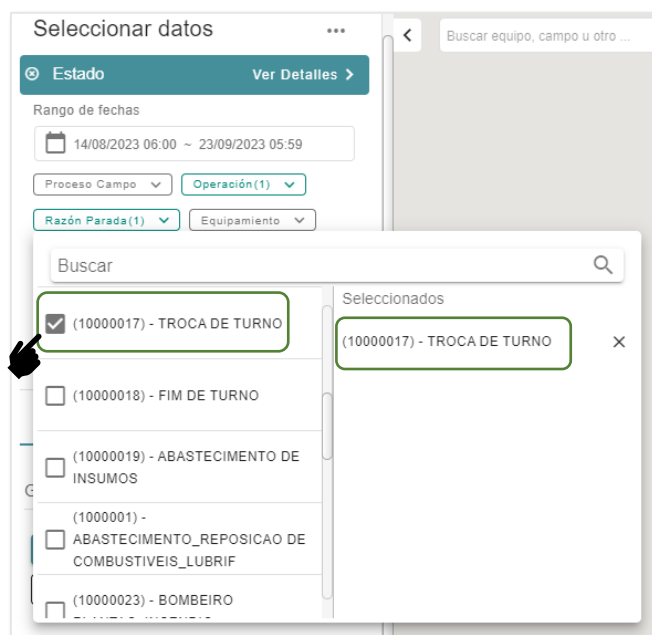 Seleccionar datos
Buscar equipo, campo u otro ...
Estado
Ver Detalles
Rango de fechas
14/08/2023 06:00 ~ 23/09/2023 05:59
Proceso Campo
Operación(1)
Razón Parada(1)
Equipamiento
Buscar
Seleccionados
(10000017) - TROCA DE TURNO
(10000017) - TROCA DE TURNO
(10000018) - FIM DE TURNO
(10000019) - ABASTECIMENTO DE
INSUMOS
(1000001) -
ABASTECIMENTO_REPOSICAO DE
COMBUSTIVEIS_LUBRIF
(10000023) - BOMBEIRO